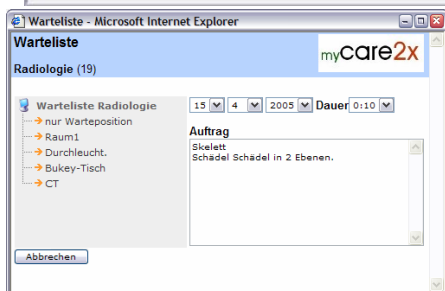 Warteliste - Microsoft Internet Explorer
Warteliste
mycare2x
Radiologie (19)
Warteliste Radiologie
nur Warteposition
Raum1
Durchleucht.
Bukey-Tisch
CT
15 4 2005 Dauer 0:10
Auftrag
Skelett
Schädel Schädel in 2 Ebenen.
Abbrechen